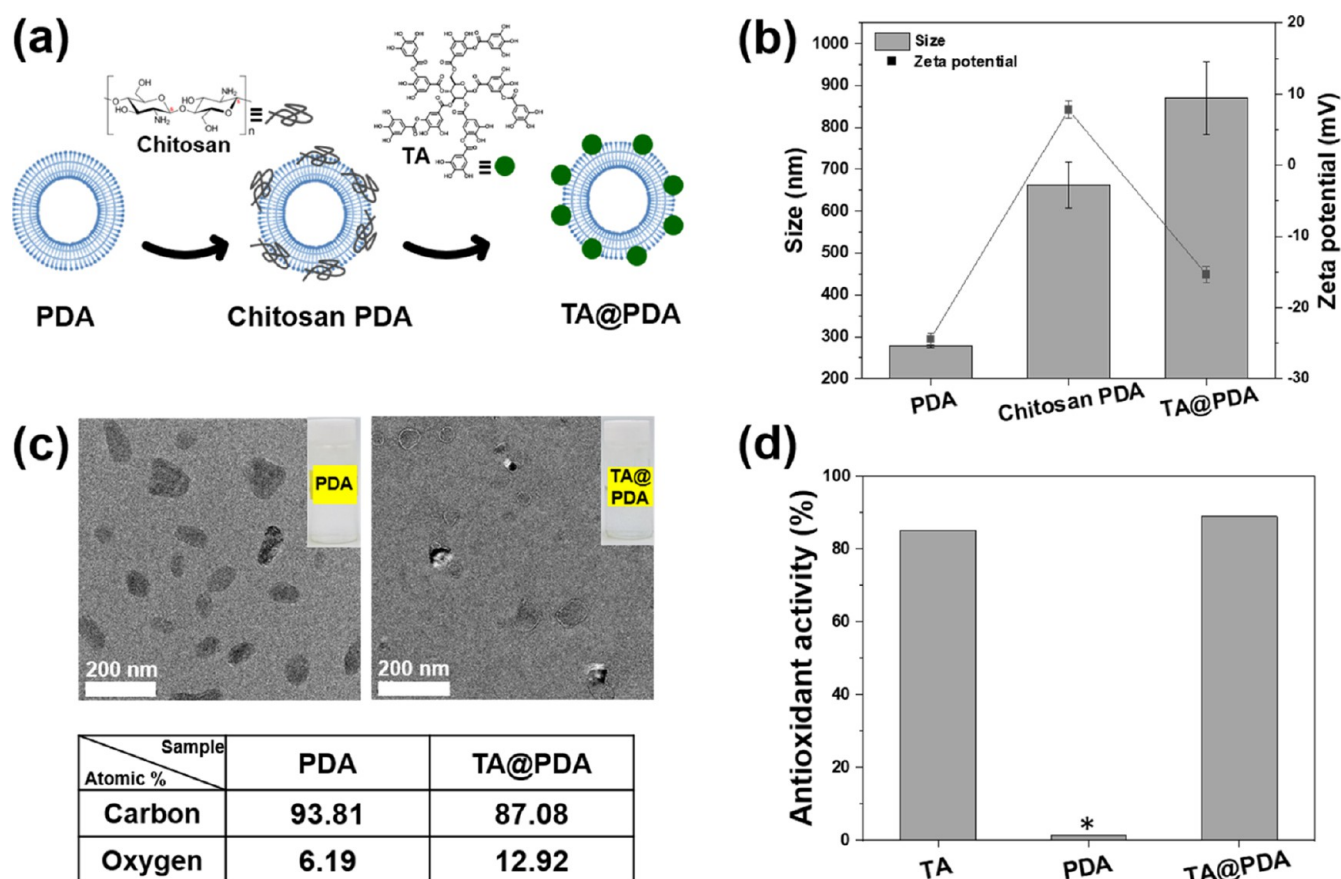 (a)
OH
NH2
HO
O
n
Chitosan
TA
PDA
Chitosan PDA
TA@PDA
(b)
Size
Zeta potential
Size (nm)
1000
900
800
700
600
500
400
300
200
Zeta potential (mV)
20
10
0
-10
-20
-30
PDA
Chitosan PDA
TA@PDA
(c)
PDA
200 nm
TA@
PDA
200 nm
Sample
Atomic %
PDA
TA@PDA
Carbon
93.81
87.08
Oxygen
6.19
12.92
(d)
Antioxidant activity (%)
100
80
60
40
20
0
*
TA
PDA
TA@PDA